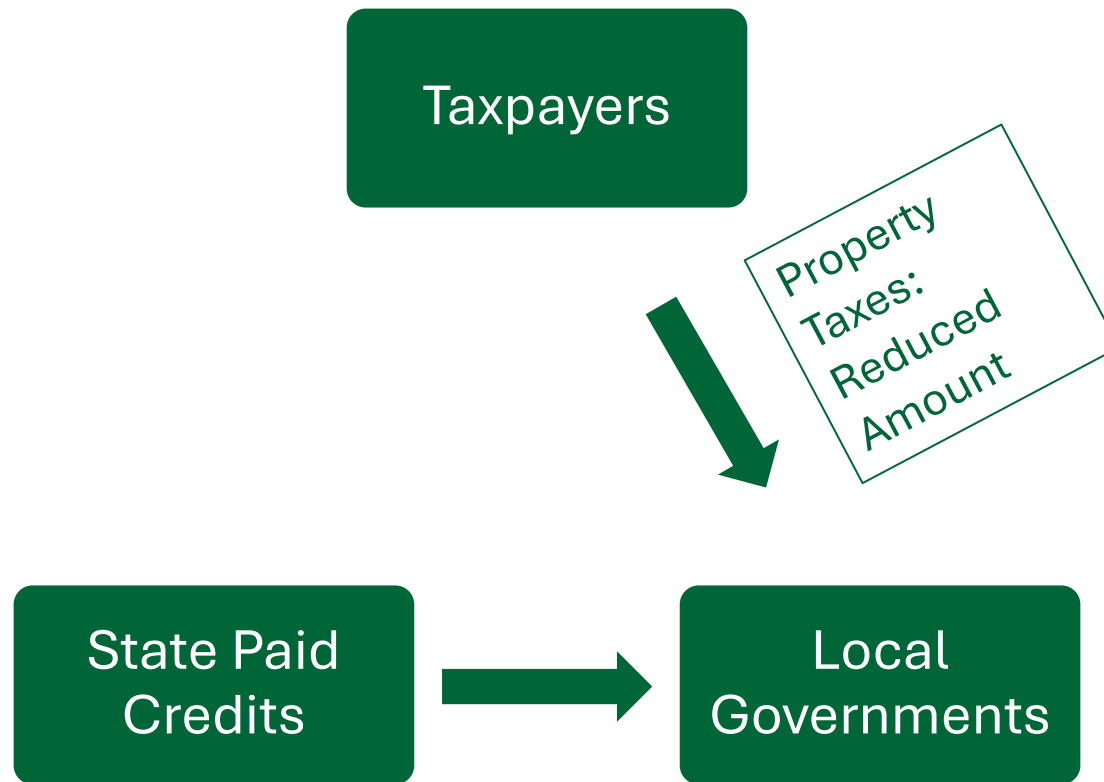 Taxpayers
Property
Taxes:
Reduced
Amount
State Paid
Credits
Local
Governments